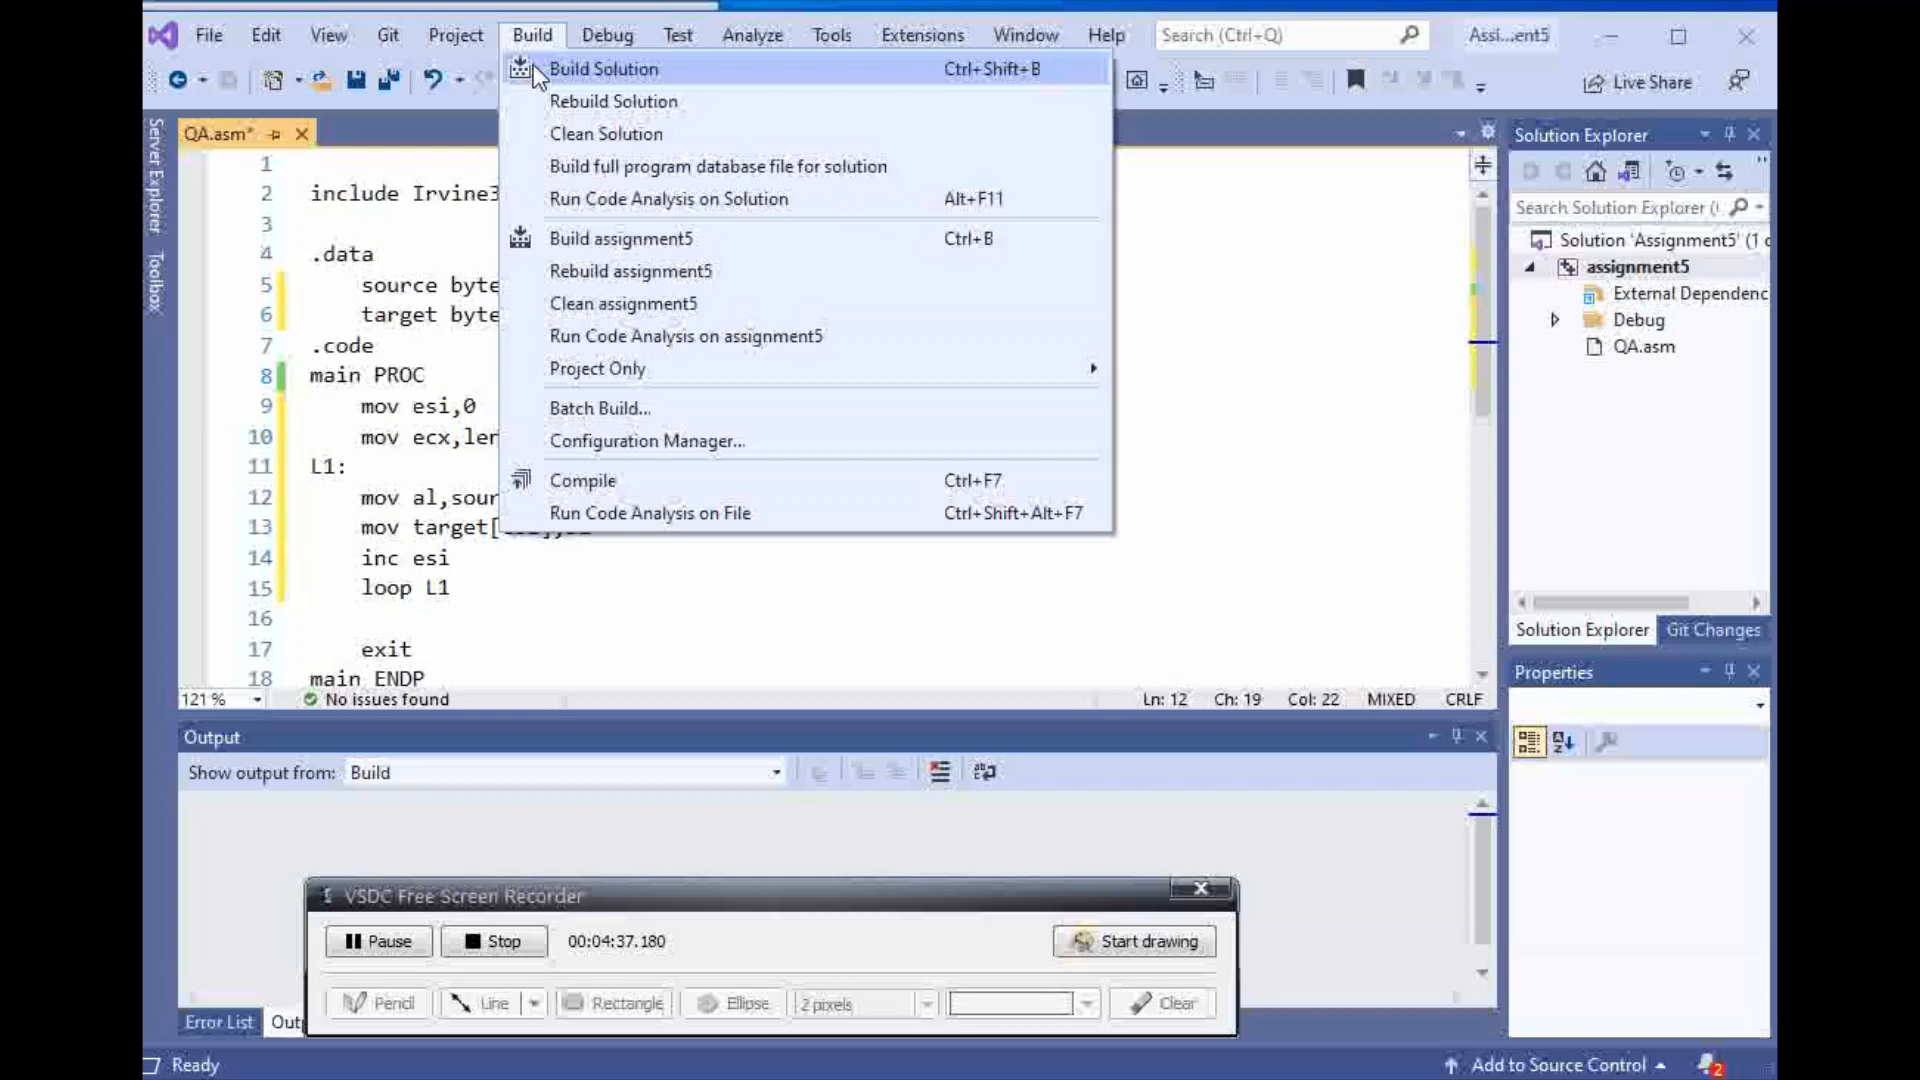 File Edit View Git Project Build Debug Test Analyze Tools Extensions Window Help Search (Ctrl+Q) Assi...ent5
Build Solution Ctrl+Shift+B
Live Share
Rebuild Solution
Clean Solution
Build full program database file for solution
Run Code Analysis on Solution Alt+F11
Build assignment5 Ctrl+B
Rebuild assignment5
Clean assignment5
Run Code Analysis on assignment5
Project Only
Batch Build...
Configuration Manager...
Compile Ctrl+F7
Run Code Analysis on File Ctrl+Shift+Alt+F7
Server Explorer
Toolbox
QA.asm*
1
2 include Irvine3
3
4 .data
5 source byte
6 target byte
7 .code
8 main PROC
9 mov esi,0
10 mov ecx,len
11 L1:
12 mov al,sour
13 mov target[
14 inc esi
15 loop L1
16
17 exit
18 main ENDP
121 % No issues found Ln: 12 Ch: 19 Col: 22 MIXED CRLF
Solution Explorer
Search Solution Explorer (
Solution 'Assignment5' (1 c
assignment5
External Dependenc
Debug
QA.asm
Solution Explorer Git Changes
Properties
Output
Show output from: Build
VSDC Free Screen Recorder
Pause Stop 00:04:37.180 Start drawing
Pencil Line Rectangle Ellipse 2 pixels Clear
Error List Outp
Ready Add to Source Control 2